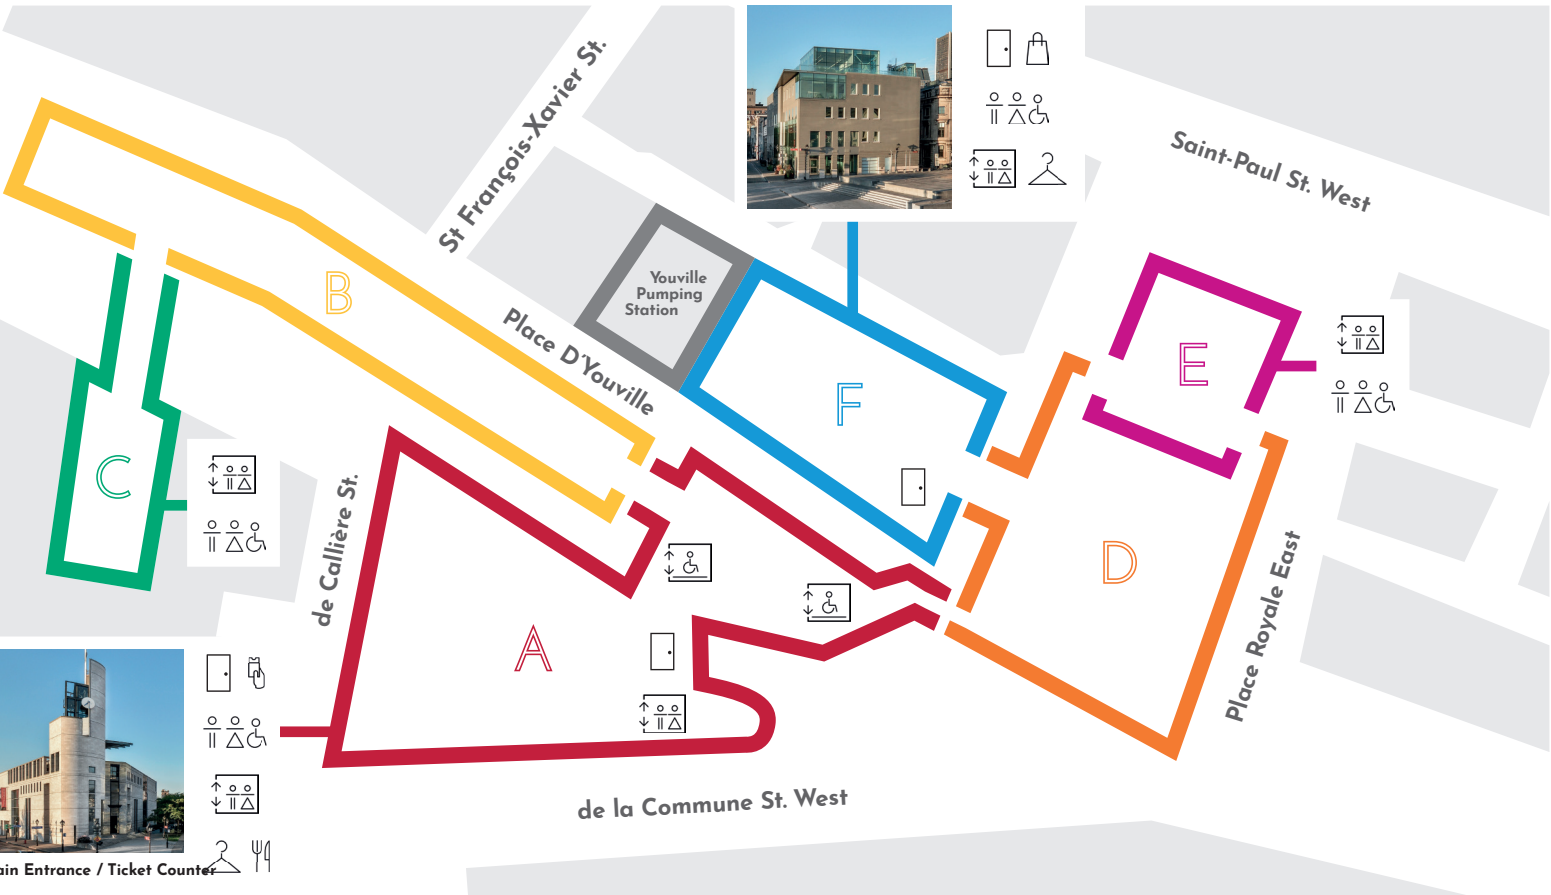 St François-Xavier St.
Saint-Paul St. West
B
Youville
Pumping
Station
Place D'Youville
E
F
C
de Callière St.
D
Place Royale East
A
de la Commune St. West
ain Entrance / Ticket Counter